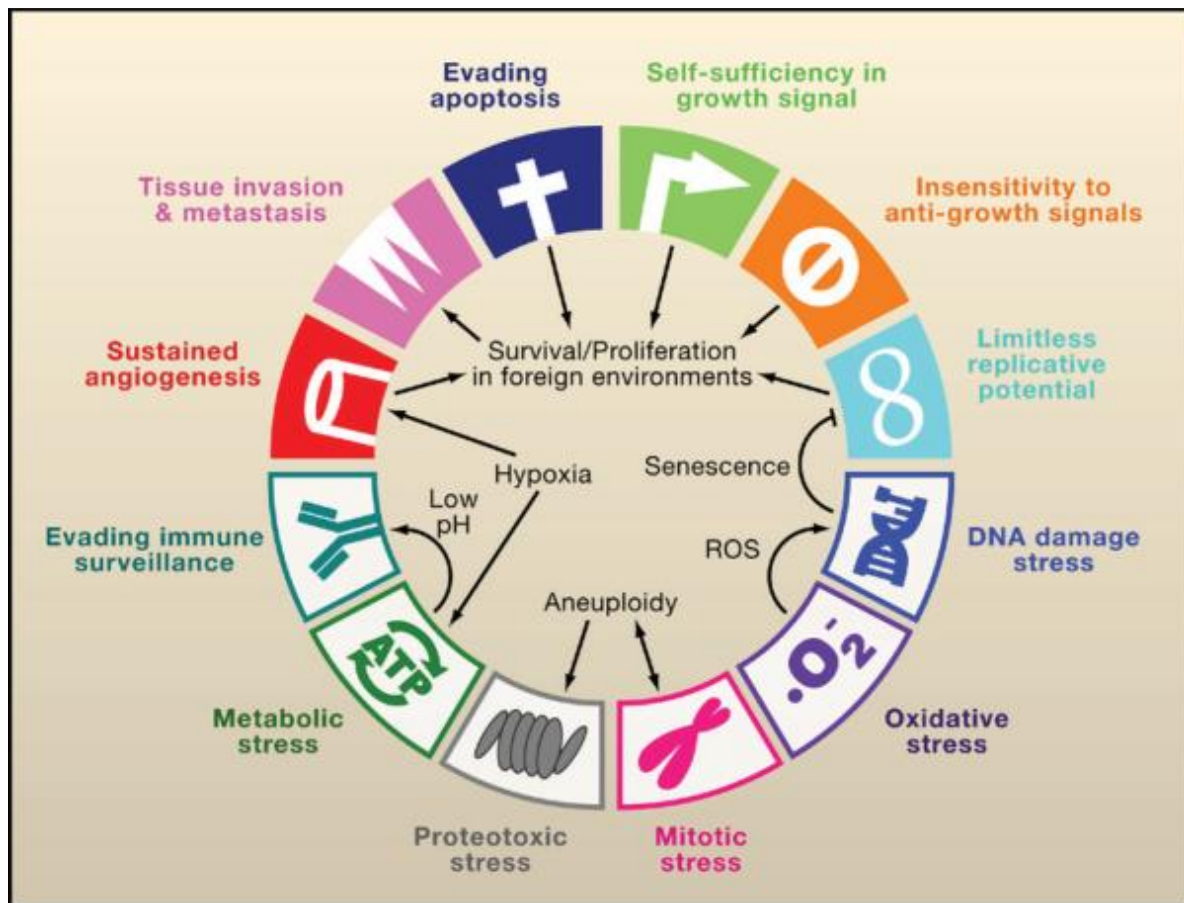 Evading
apoptosis
Self-sufficiency in
growth signal
Tissue invasion
& metastasis
Insensitivity to
anti-growth signals
Sustained
angiogenesis
Survival/Proliferation
in foreign environments
Limitless
replicative
potential
8
Hypoxia
Senescence
Low
pH
Evading immune
surveillance
ROS
DNA damage
stress
Aneuploidy
ATP
·O2-
Metabolic
stress
Oxidative
stress
Proteotoxic
stress
Mitotic
stress